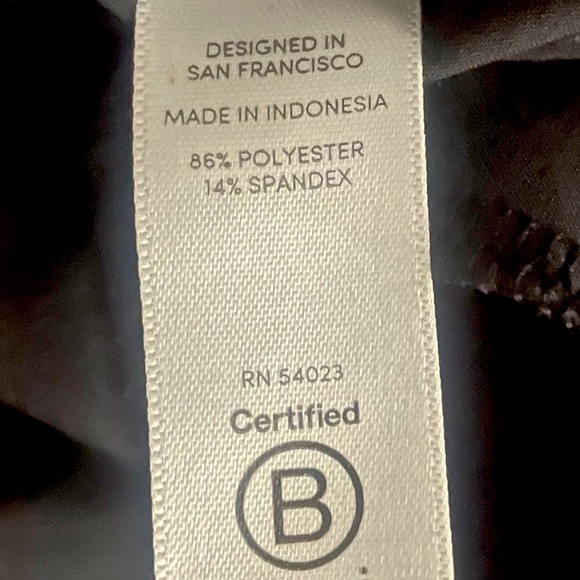 DESIGNED IN
SAN FRANCISCO
MADE IN INDONESIA
86% POLYESTER
14% SPANDEX
RN 54023
Certified
B